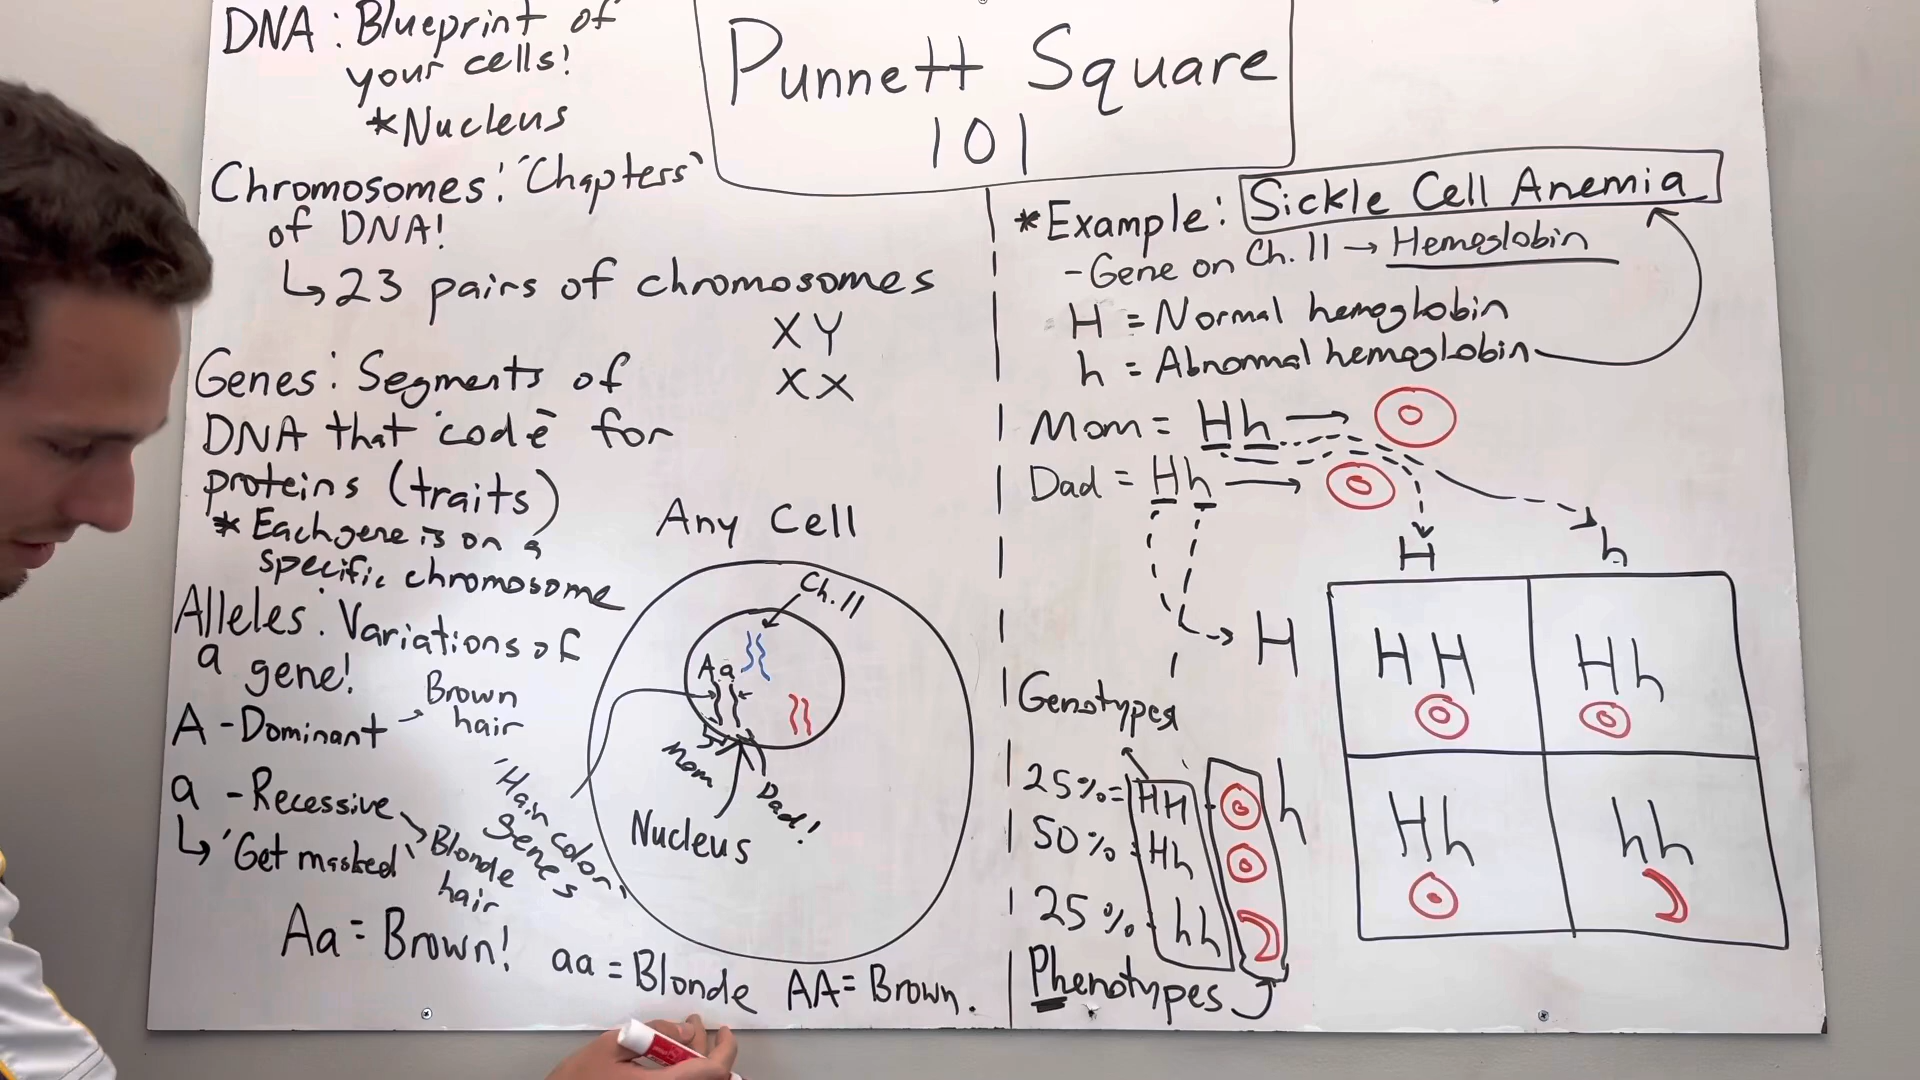 DNA: Blueprint of
your cells!
*Nucleus
Chromosomes: "Chapters"
of DNA!
↳ 23 pairs of chromosomes
XY
XX
Genes: Segments of
DNA that "code" for
proteins (traits)
* Each gene is on a
specific chromosome
Alleles: Variations of
a gene!
A - Dominant → Brown
hair
a - Recessive → Blonde
hair
↳ "Get masked"
Aa = Brown!
aa = Blonde
AA = Brown.
Any Cell
Ch. 11
Aa
Mom
Dad!
Nucleus
"Hair color"
genes
Punnett Square
101
*Example: Sickle Cell Anemia
- Gene on Ch. 11 → Hemoglobin
H = Normal hemoglobin
h = Abnormal hemoglobin
Mom = Hh →
Dad = Hh →
H h
H
h
HH Hh
Hh hh
Genotypes
25% = HH
50% = Hh
25% = hh
Phenotypes